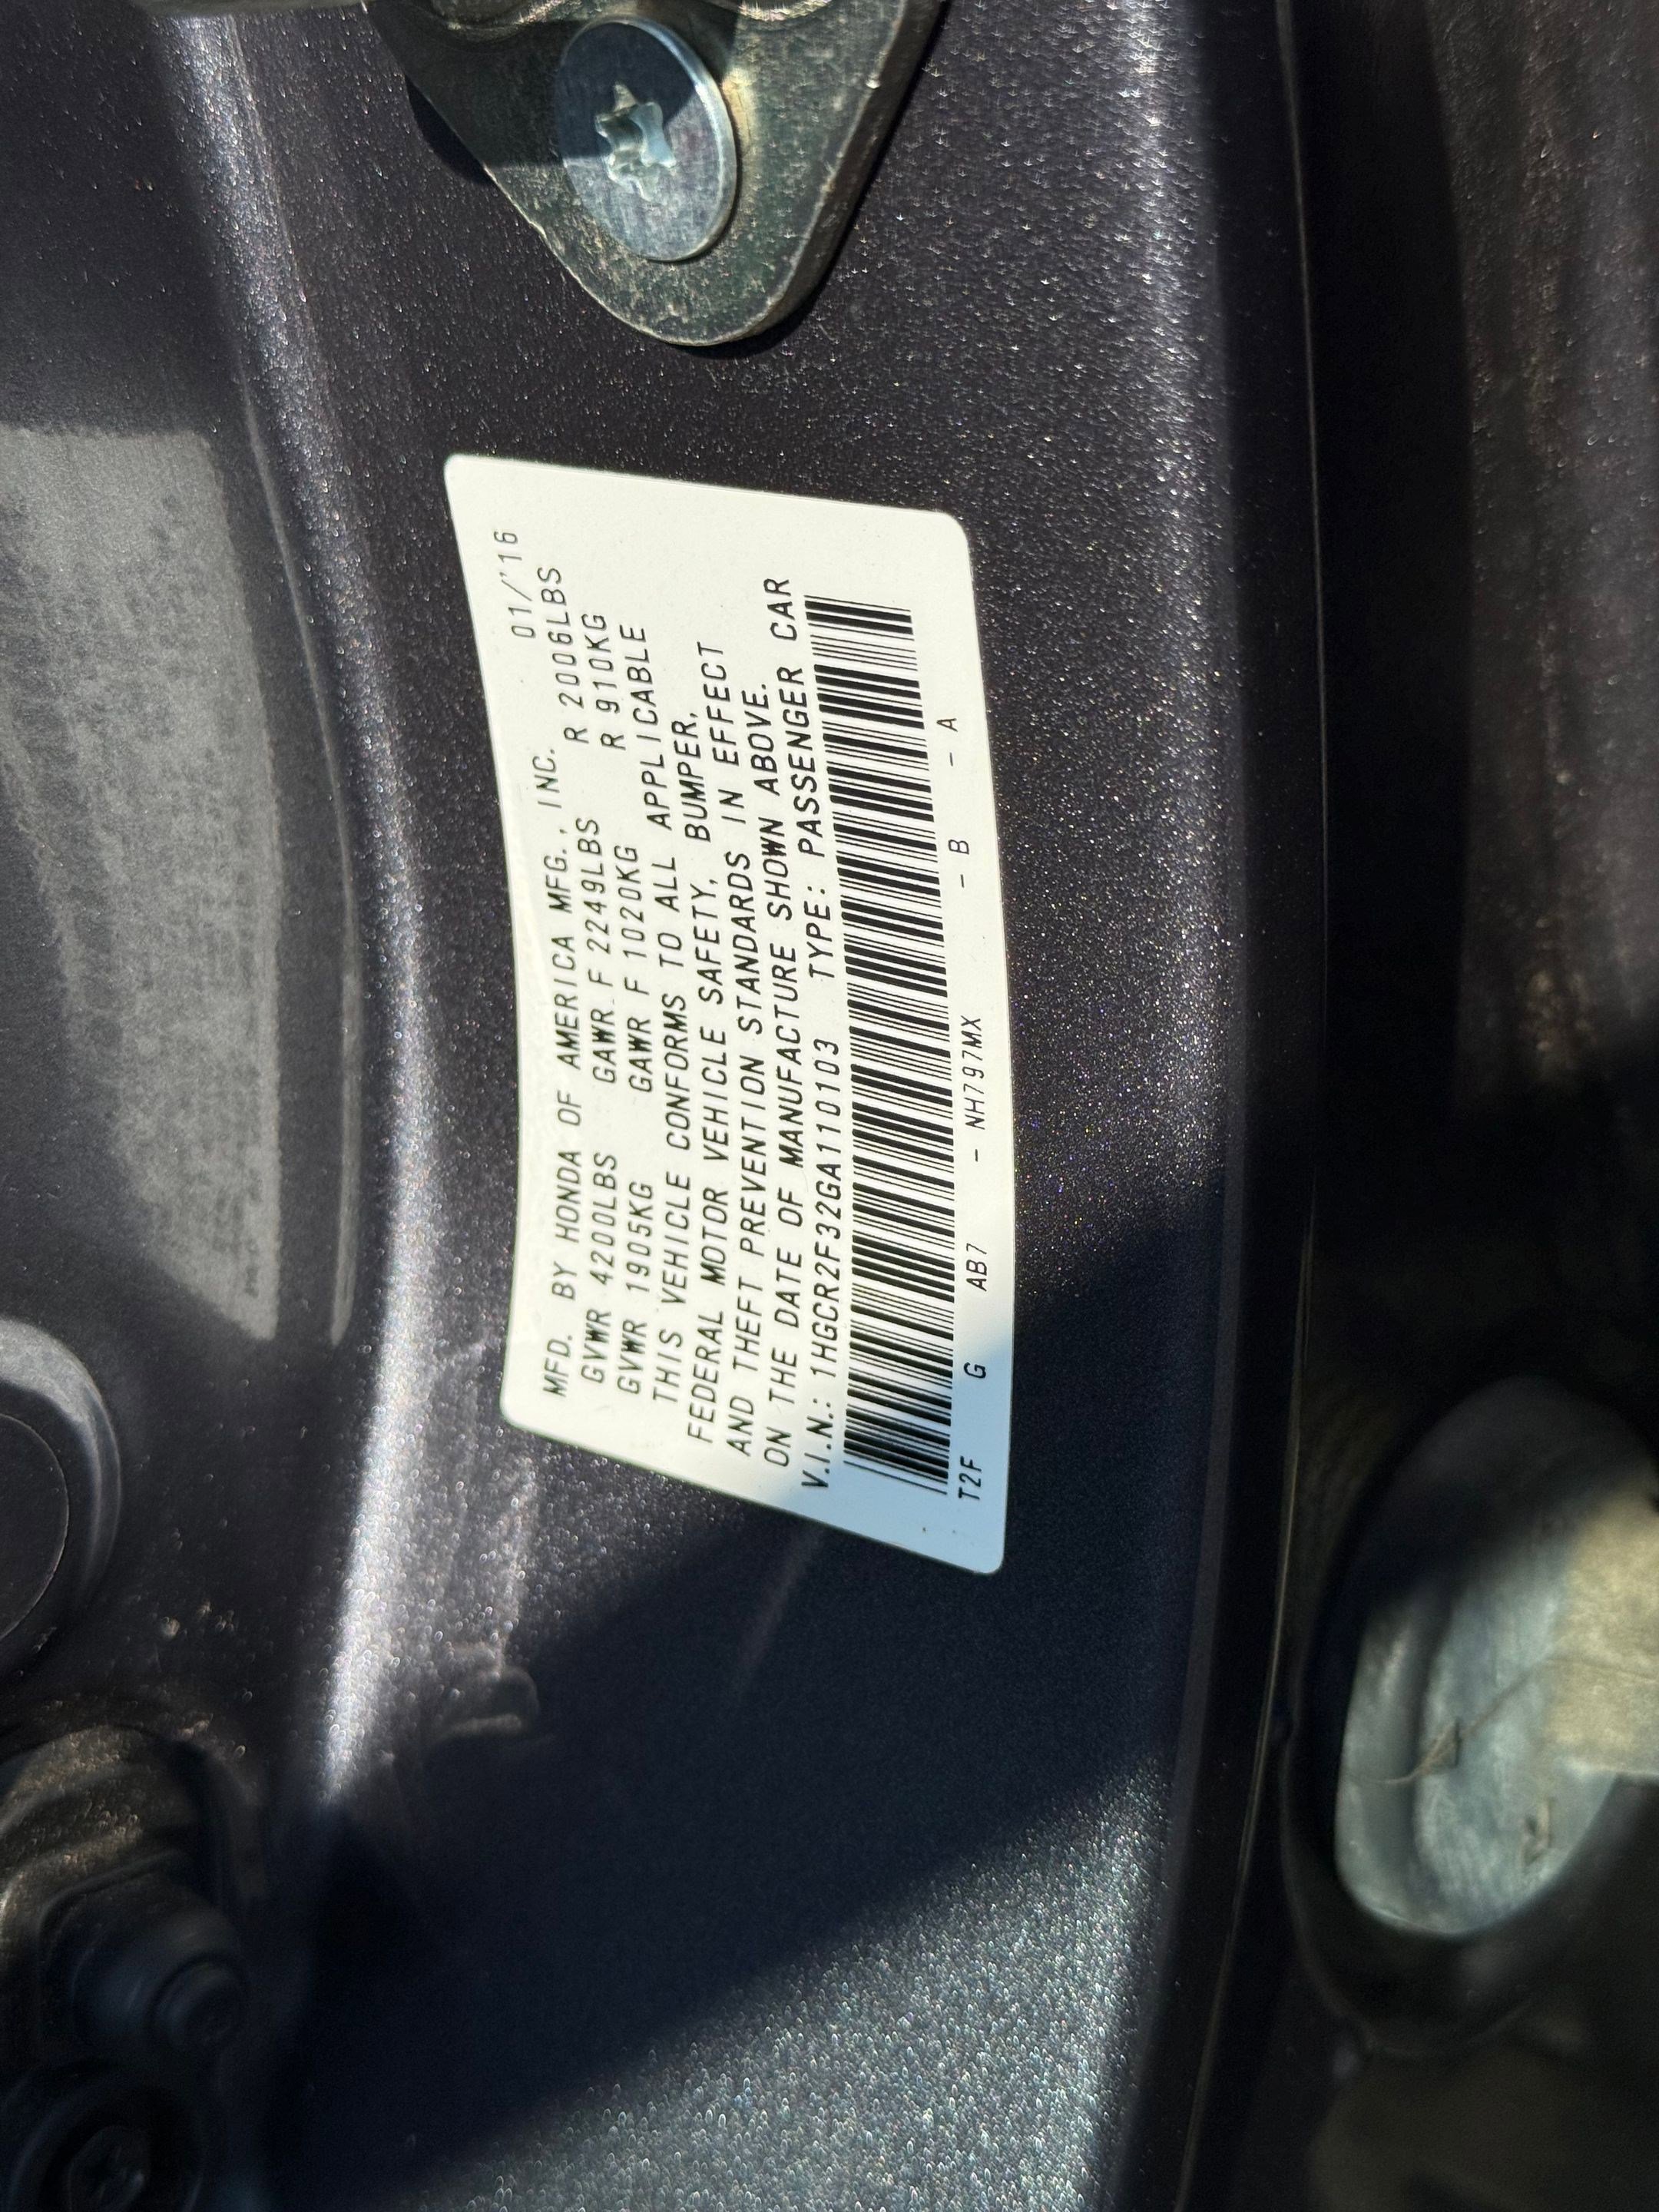 01/'16
MFD. BY HONDA OF AMERICA MFG., INC.
GVWR 4200LBS GAWR F 2249LBS R 2006LBS
GVWR 1905KG GAWR F 1020KG R 910KG
THIS VEHICLE CONFORMS TO ALL APPLICABLE
FEDERAL MOTOR VEHICLE SAFETY, BUMPER,
AND THEFT PREVENTION STANDARDS IN EFFECT
ON THE DATE OF MANUFACTURE SHOWN ABOVE.
V.I.N.: 1HGCR2F32GA110103 TYPE: PASSENGER CAR
T2F G AB7 - NH797MX - B - A